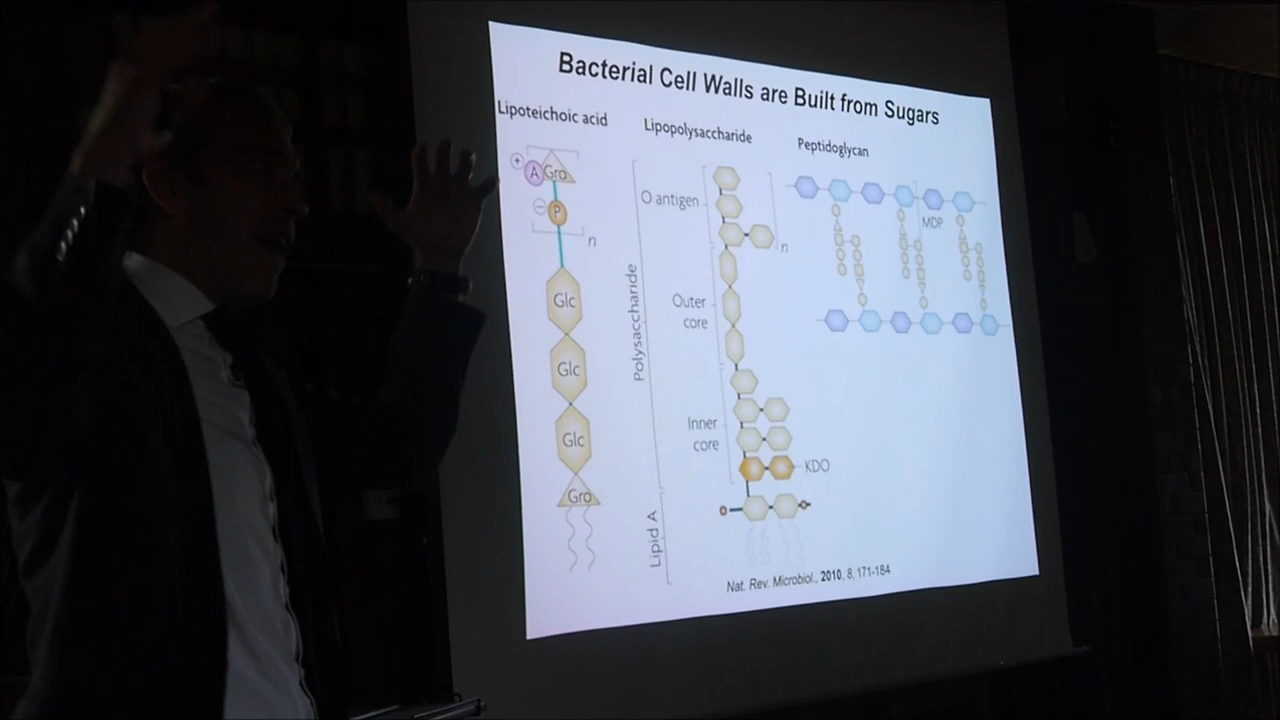 Bacterial Cell Walls are Built from Sugars
Lipoteichoic acid
Lipopolysaccharide
Peptidoglycan
+
A
Gro
−
P
n
Glc
Glc
Glc
Gro
Polysaccharide
Lipid A
O antigen
n
Outer
core
Inner
core
KDO
MDP
Nat. Rev. Microbiol., 2010, 8, 171-184